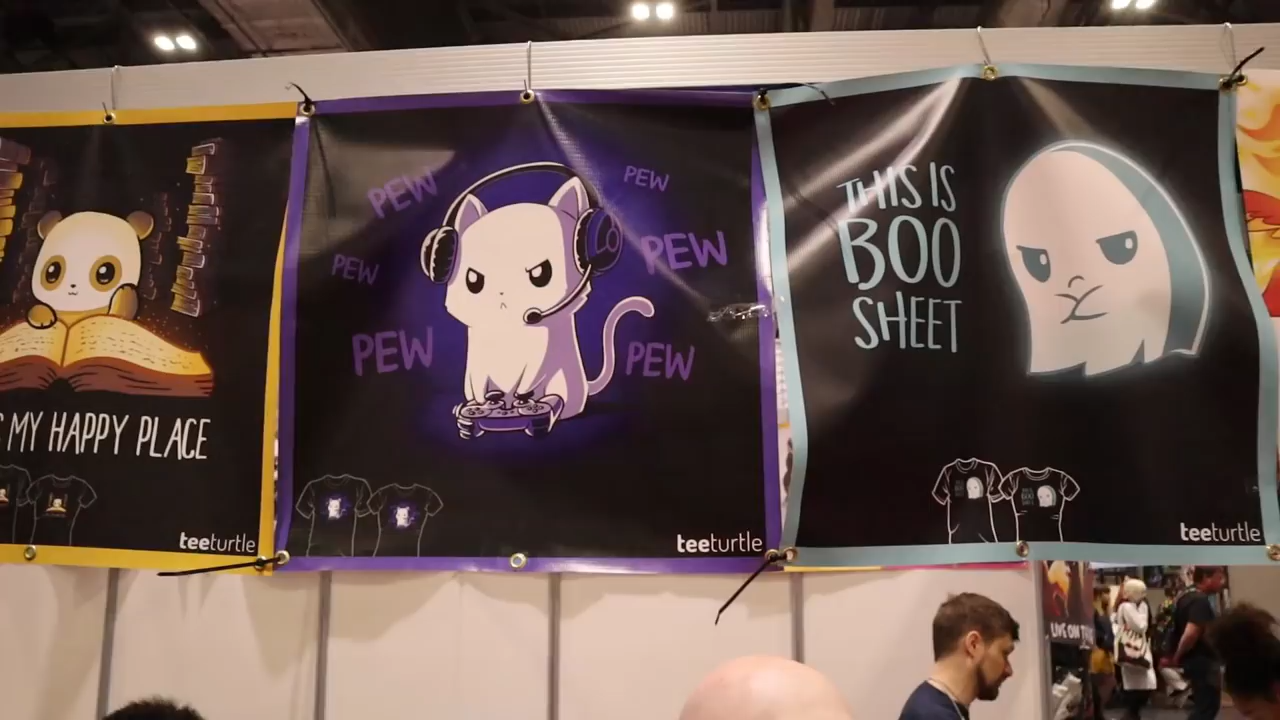 MY HAPPY PLACE
teeturtle
PEW
PEW
PEW
PEW
PEW
PEW
teeturtle
THIS IS
BOO
SHEET
teeturtle
LIVE ON